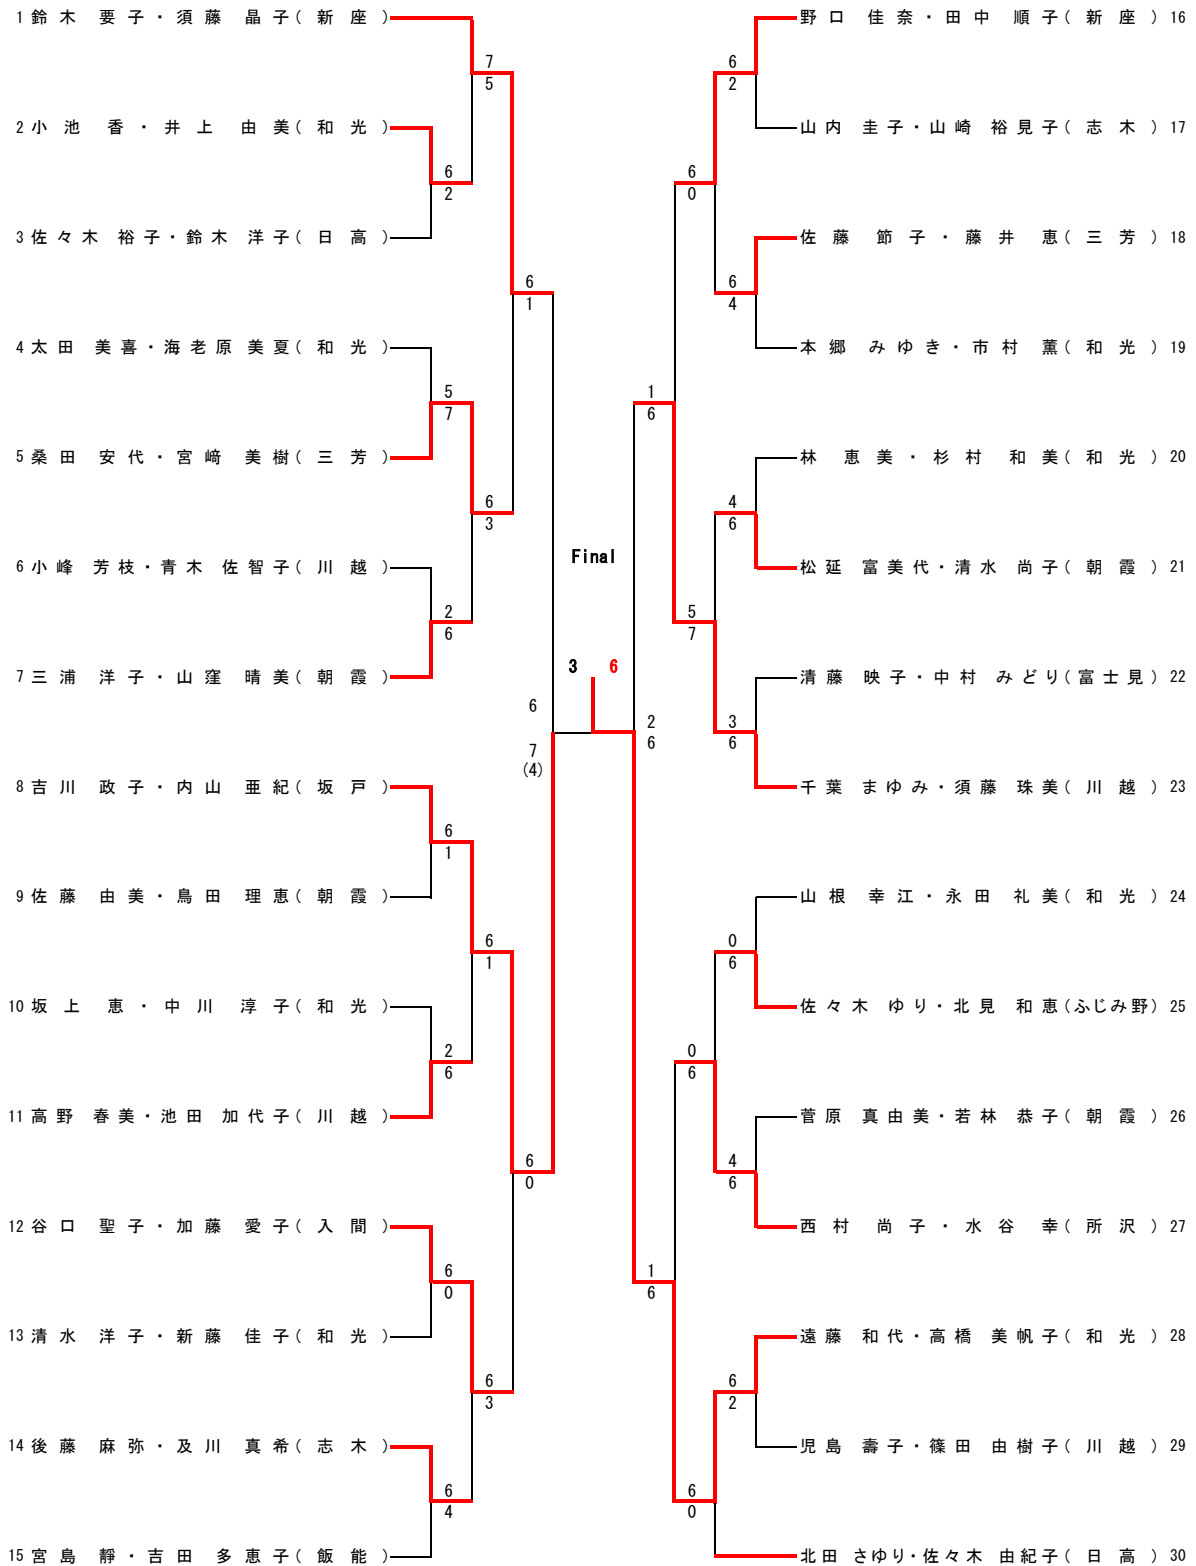 1 鈴木 要子・須藤 晶子(新座)
2 小池 香・井上 由美(和光)
3 佐々木 裕子・鈴木 洋子(日高)
4 太田 美喜・海老原 美夏(和光)
5 桑田 安代・宮﨑 美樹(三芳)
6 小峰 芳枝・青木 佐智子(川越)
7 三浦 洋子・山窪 晴美(朝霞)
8 吉川 政子・内山 亜紀(坂戸)
9 佐藤 由美・鳥田 理恵(朝霞)
10 坂上 恵・中川 淳子(和光)
11 高野 春美・池田 加代子(川越)
12 谷口 聖子・加藤 愛子(入間)
13 清水 洋子・新藤 佳子(和光)
14 後藤 麻弥・及川 真希(志木)
15 宮島 靜・吉田 多恵子(飯能)
6
2
5
7
2
6
6
1
2
6
6
0
6
4
7
5
6
3
6
1
6
3
6
1
6
0
6
7
(4)
Final
3 6
2
6
1
6
1
6
6
0
5
7
0
6
6
0
6
2
6
4
4
6
3
6
0
6
4
6
6
2
野口 佳奈・田中 順子(新座) 16
山内 圭子・山崎 裕見子(志木) 17
佐藤 節子・藤井 恵(三芳) 18
本郷 みゆき・市村 薫(和光) 19
林 恵美・杉村 和美(和光) 20
松延 富美代・清水 尚子(朝霞) 21
清藤 映子・中村 みどり(富士見) 22
千葉 まゆみ・須藤 珠美(川越) 23
山根 幸江・永田 礼美(和光) 24
佐々木 ゆり・北見 和恵(ふじみ野) 25
菅原 真由美・若林 恭子(朝霞) 26
西村 尚子・水谷 幸(所沢) 27
遠藤 和代・高橋 美帆子(和光) 28
児島 壽子・篠田 由樹子(川越) 29
北田 さゆり・佐々木 由紀子(日高) 30